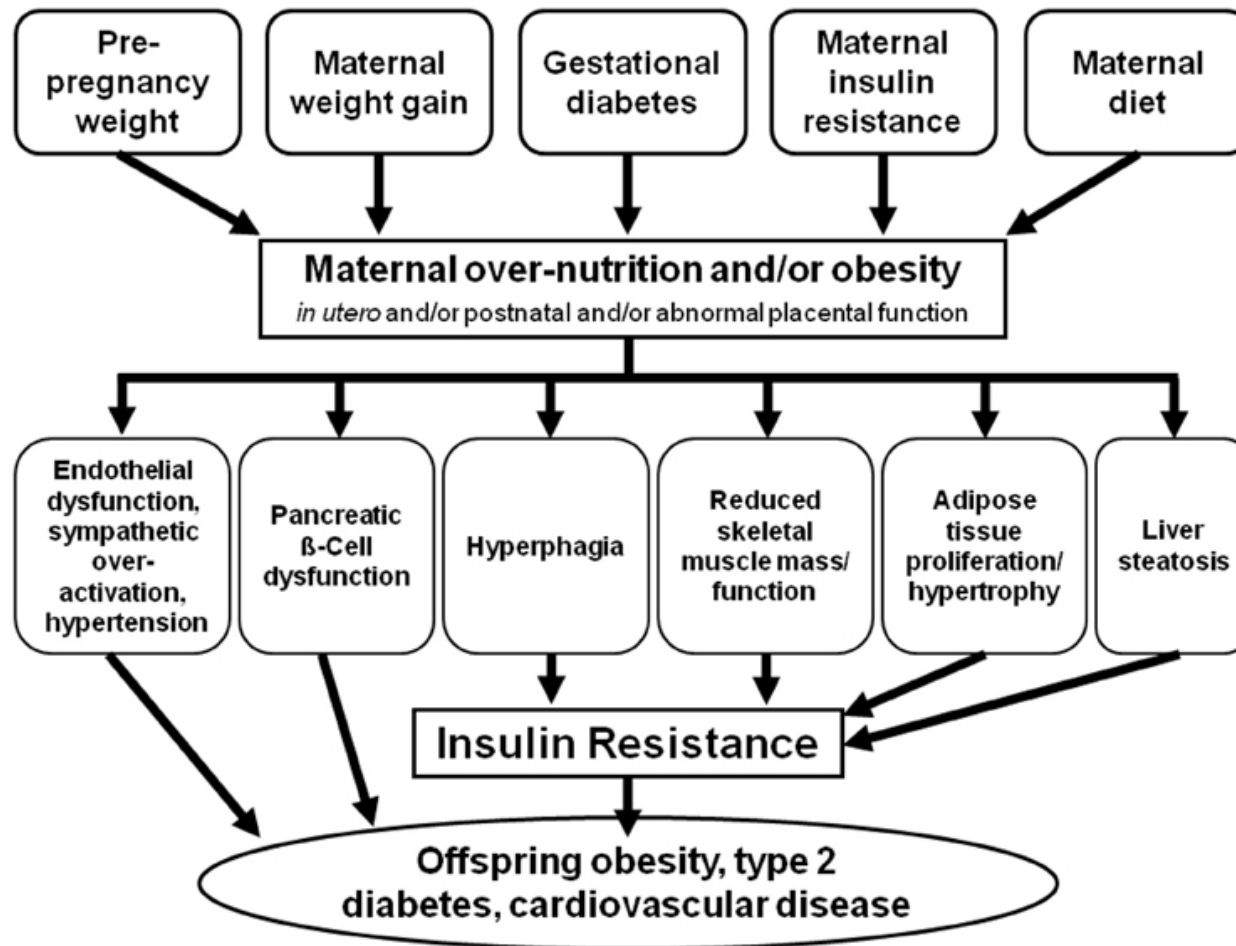 Pre-
pregnancy
weight
Maternal
weight gain
Gestational
diabetes
Maternal
insulin
resistance
Maternal
diet
Maternal over-nutrition and/or obesity
in utero and/or postnatal and/or abnormal placental function
Endothelial
dysfunction,
sympathetic
over-
activation,
hypertension
Pancreatic
ß-Cell
dysfunction
Hyperphagia
Reduced
skeletal
muscle mass/
function
Adipose
tissue
proliferation/
hypertrophy
Liver
steatosis
Insulin Resistance
Offspring obesity, type 2
diabetes, cardiovascular disease